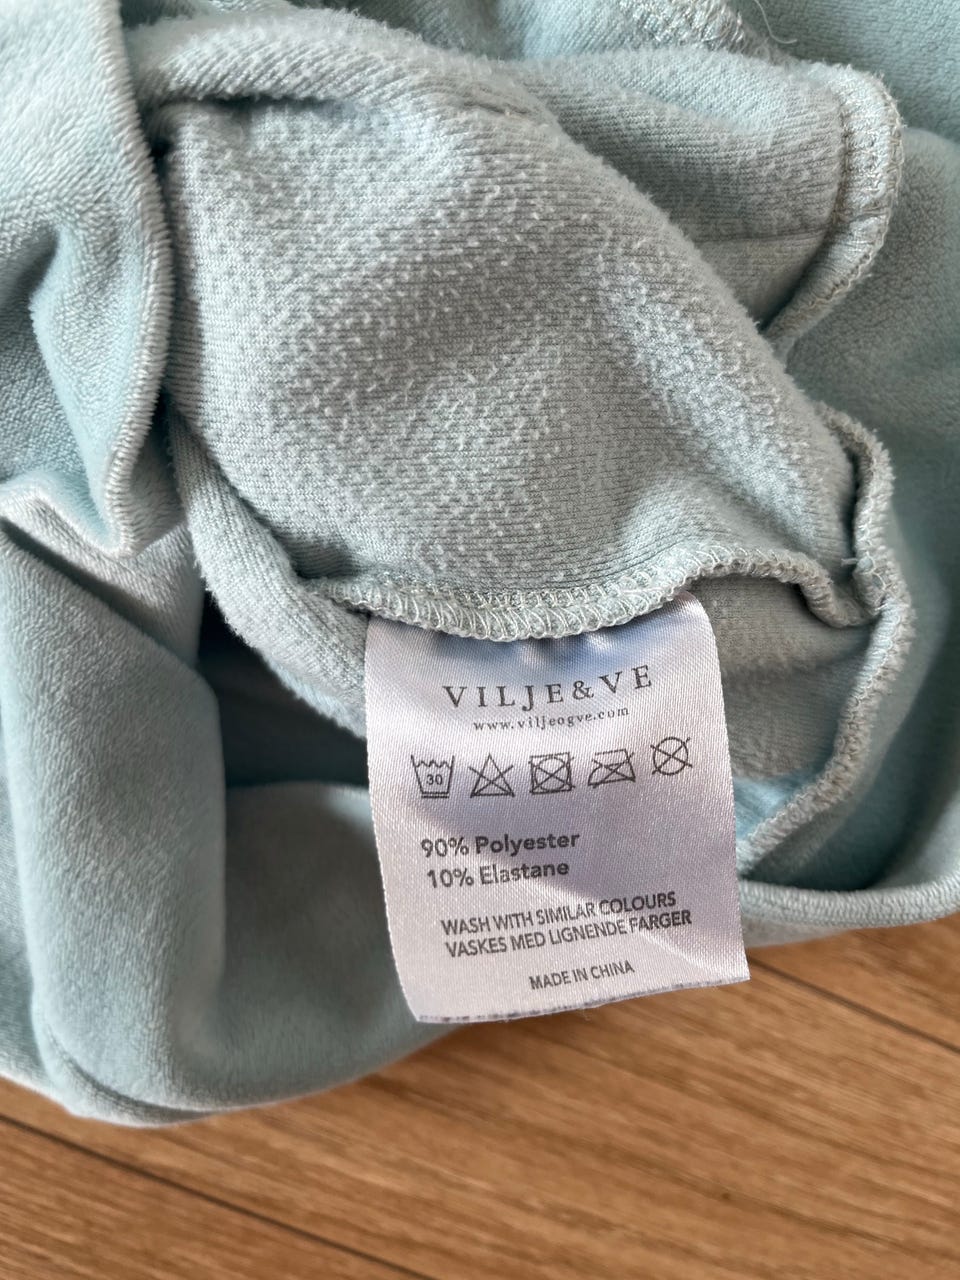 VILJE&VE
www.viljeogve.com
30
90% Polyester
10% Elastane
WASH WITH SIMILAR COLOURS
VASKES MED LIGNENDE FARGER
MADE IN CHINA